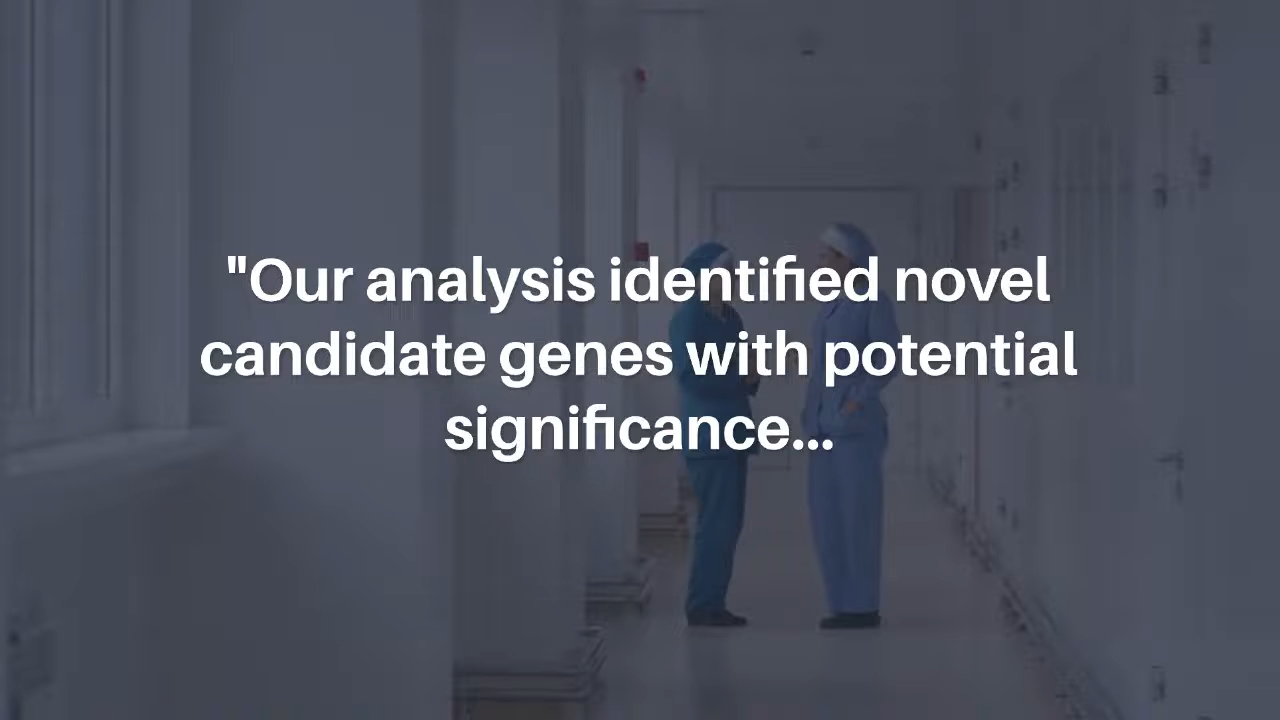 "Our analysis identified novel
candidate genes with potential
significance...